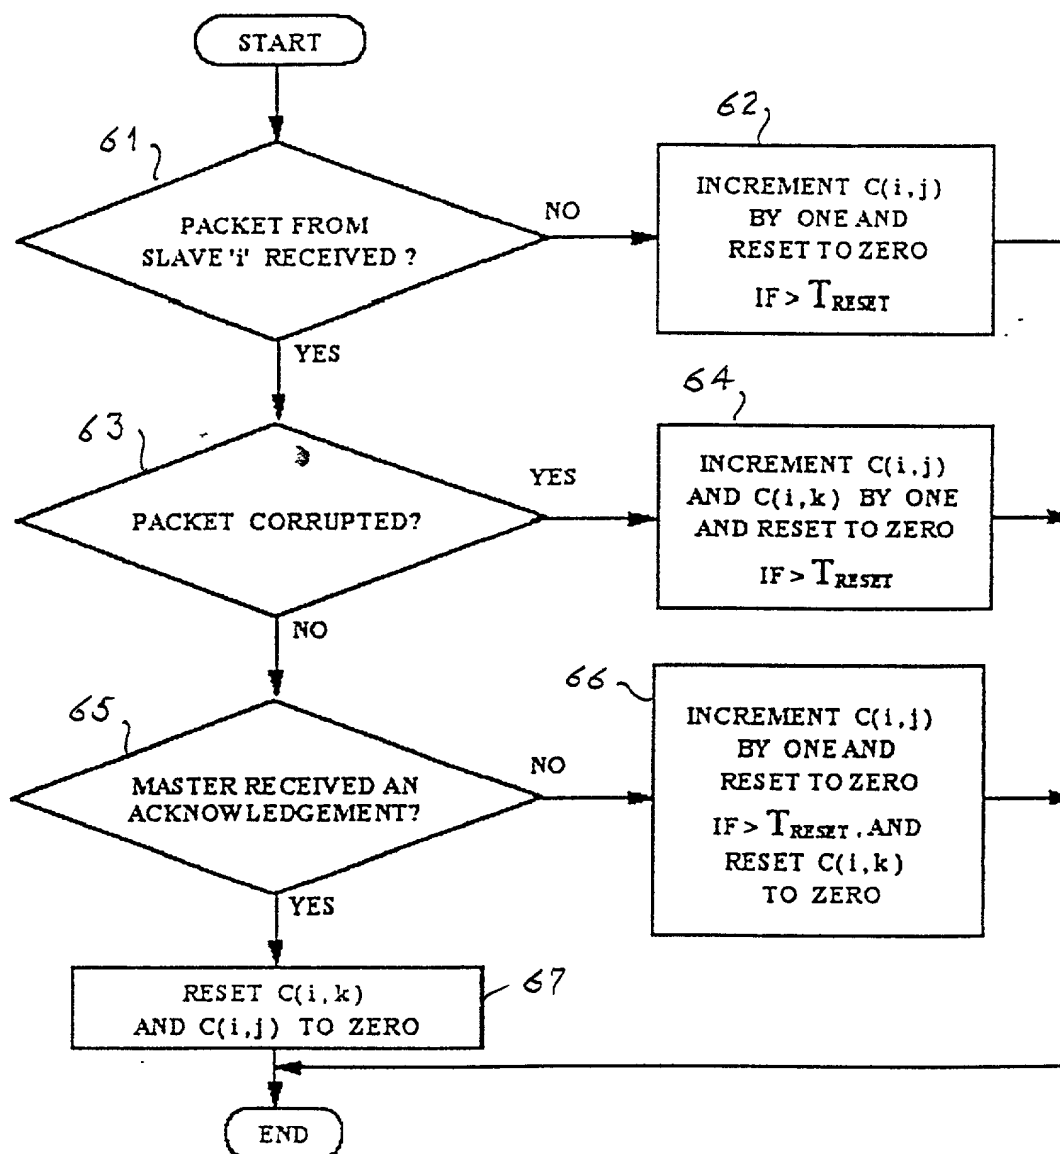 START
61
PACKET FROM
SLAVE 'i' RECEIVED ?
NO
62
INCREMENT C(i,j)
BY ONE AND
RESET TO ZERO
IF > TRESET
YES
63
PACKET CORRUPTED?
YES
64
INCREMENT C(i,j)
AND C(i,k) BY ONE
AND RESET TO ZERO
IF > TRESET
NO
65
MASTER RECEIVED AN
ACKNOWLEDGEMENT?
NO
66
INCREMENT C(i,j)
BY ONE AND
RESET TO ZERO
IF > TRESET, AND
RESET C(i,k)
TO ZERO
YES
RESET C(i,k)
AND C(i,j) TO ZERO
67
END